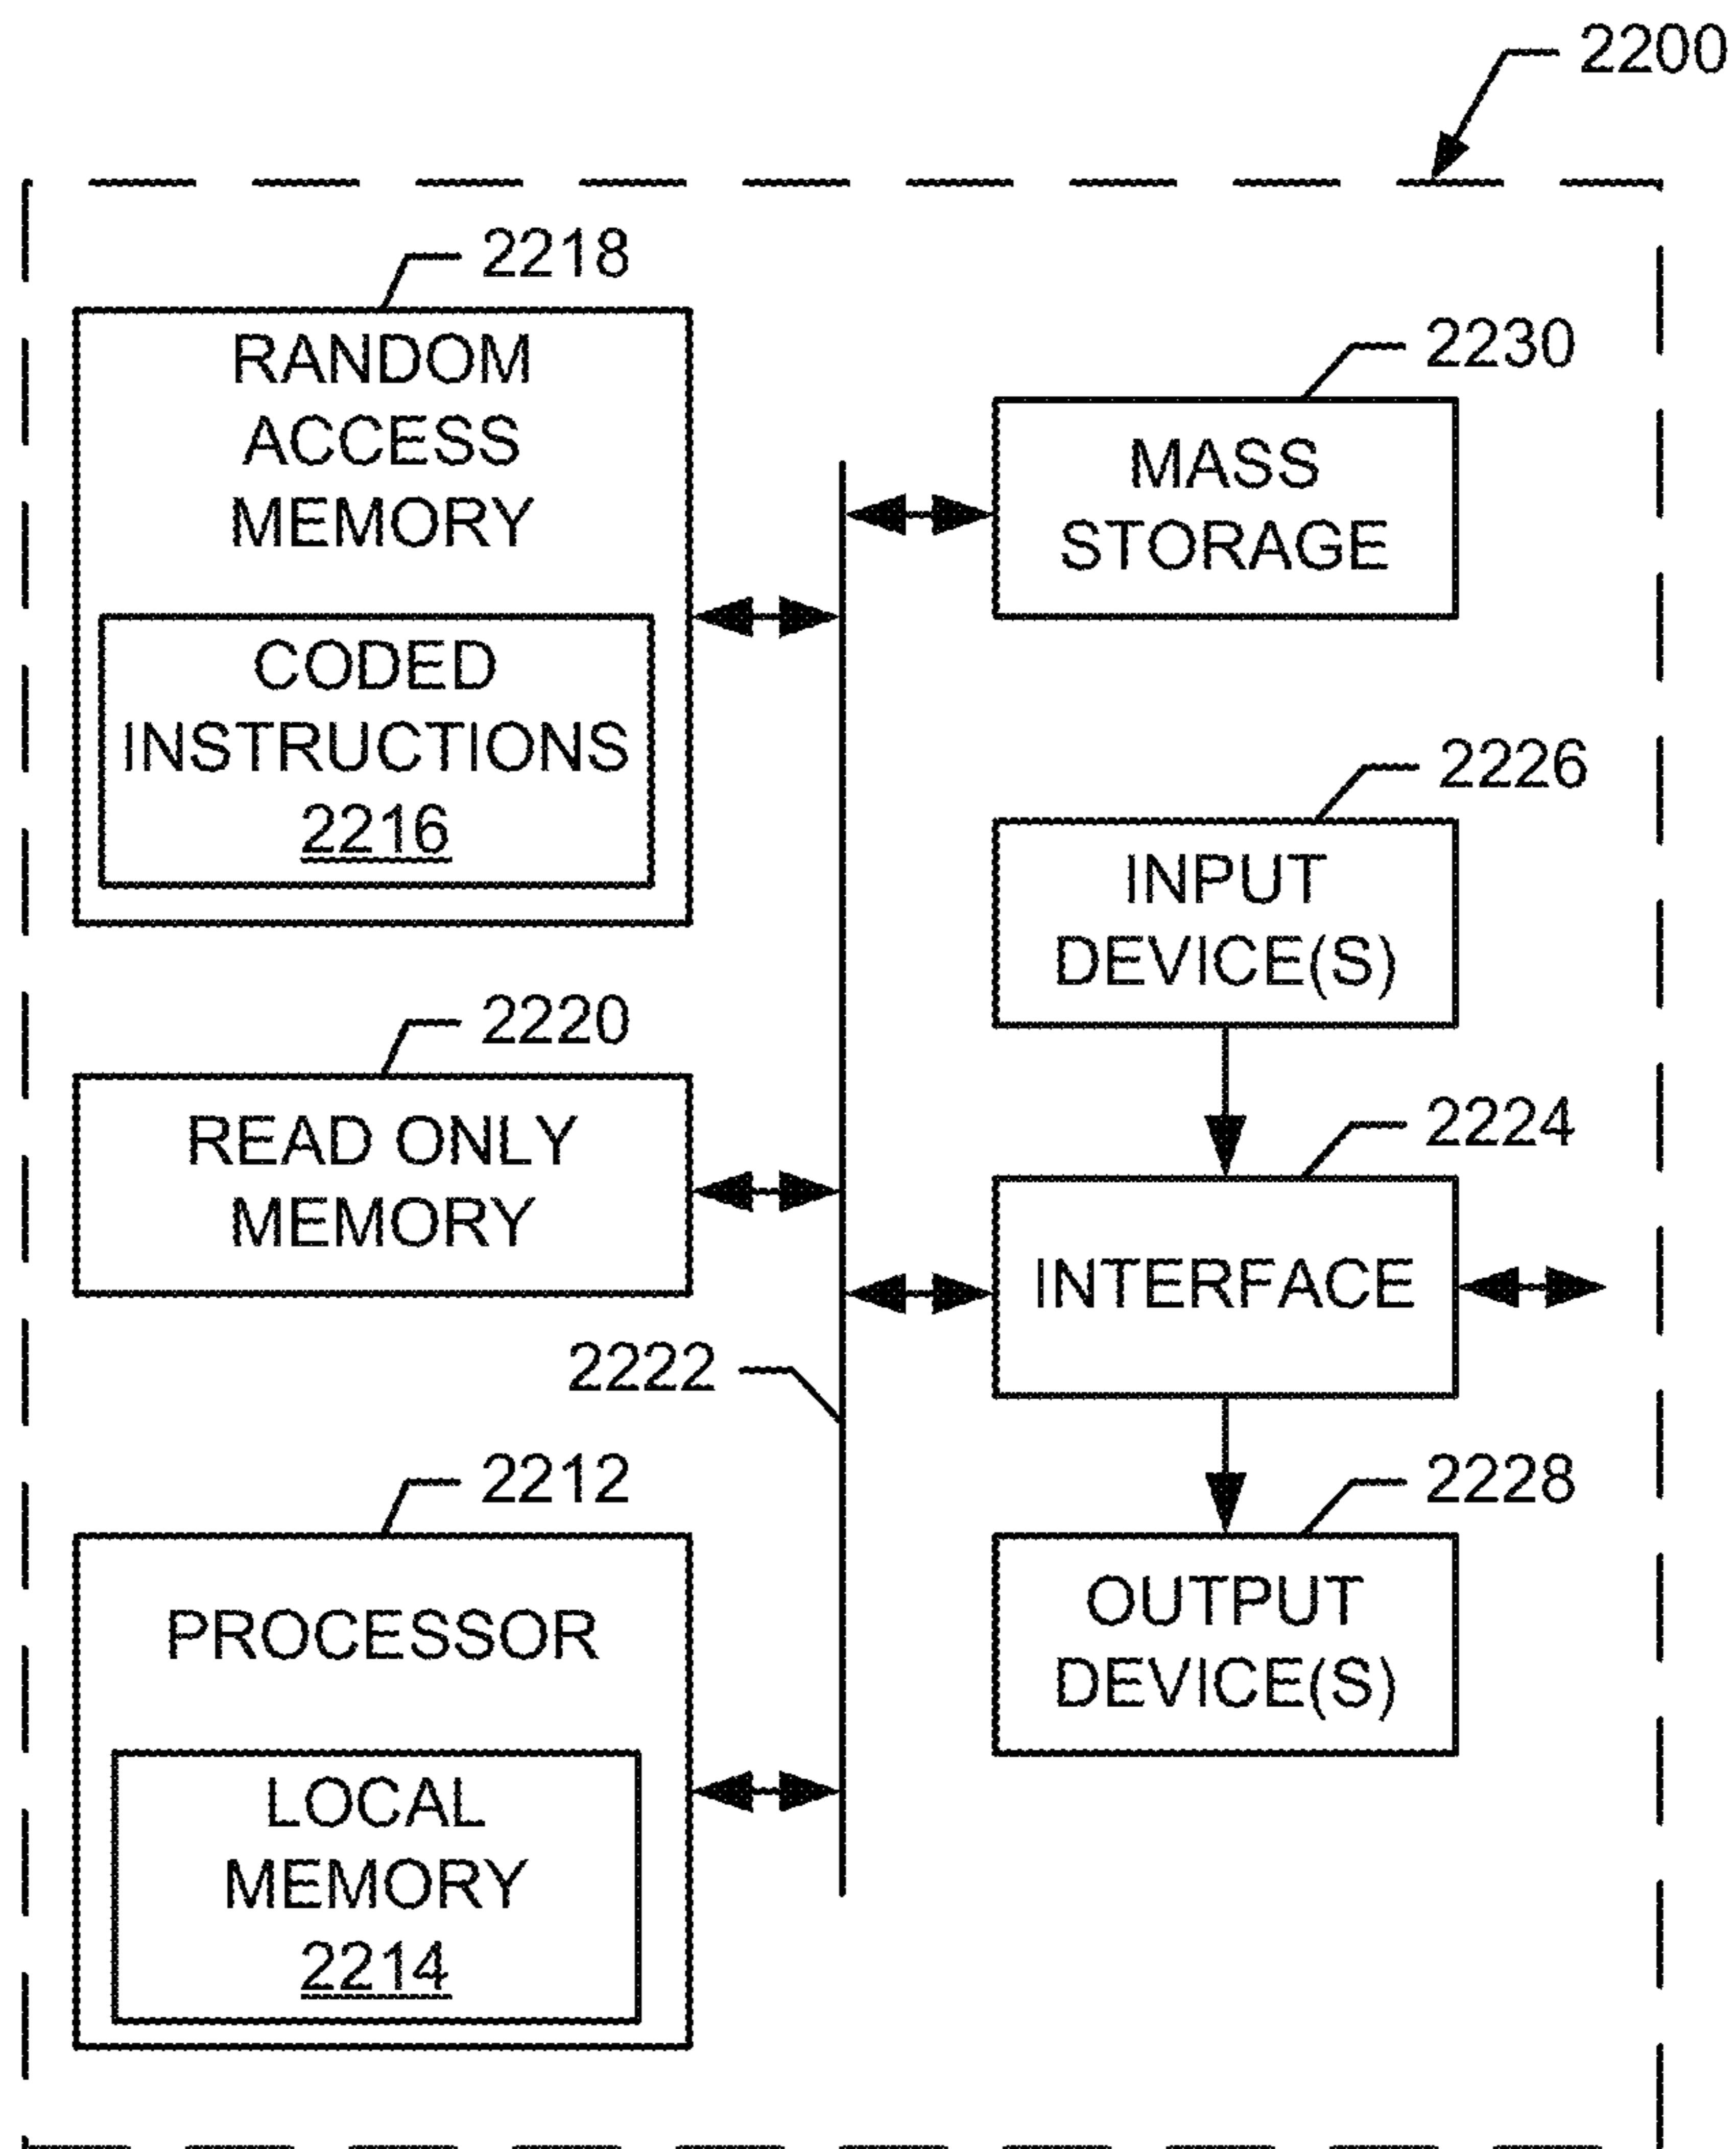 2200
2218
RANDOM
ACCESS
MEMORY
CODED
INSTRUCTIONS
2216
2230
MASS
STORAGE
2226
INPUT
DEVICE(S)
2220
READ ONLY
MEMORY
2224
INTERFACE
2222
2212
PROCESSOR
LOCAL
MEMORY
2214
2228
OUTPUT
DEVICE(S)